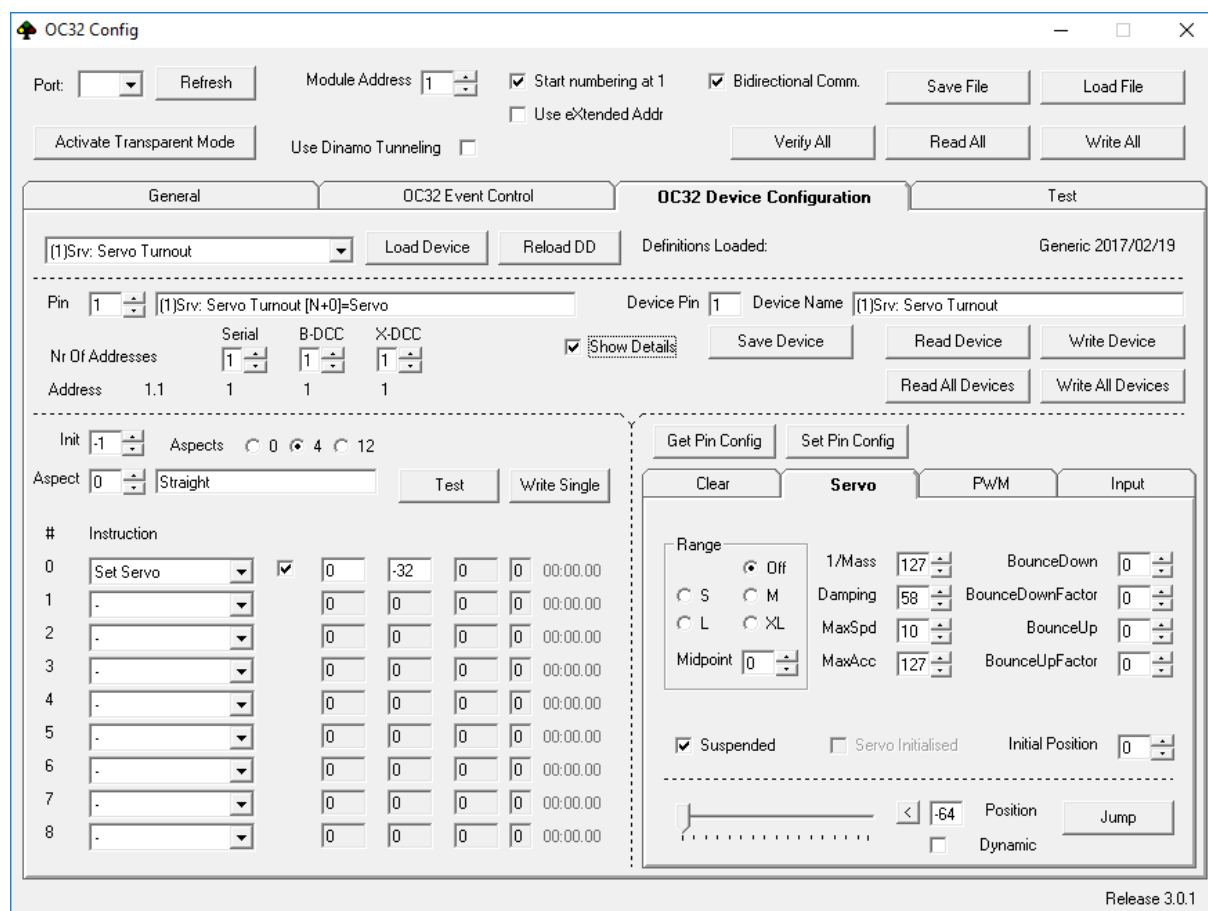 OC32 Config
Port: Refresh Module Address 1 Start numbering at 1 Bidirectional Comm. Save File Load File
Use eXtended Addr
Activate Transparent Mode Use Dinamo Tunneling Verify All Read All Write All
General OC32 Event Control OC32 Device Configuration Test
(1)Srv: Servo Turnout Load Device Reload DD Definitions Loaded: Generic 2017/02/19
Pin 1 (1)Srv: Servo Turnout [N+0]=Servo Device Pin 1 Device Name (1)Srv: Servo Turnout
Serial B-DCC X-DCC
Nr Of Addresses 1 1 1 Show Details Save Device Read Device Write Device
Address 1.1 1 1 1 Read All Devices Write All Devices
Init -1 Aspects 0 4 12
Aspect 0 Straight Test Write Single
# Instruction
0 Set Servo 0 -32 0 0 00:00.00
1 - 0 0 0 0 00:00.00
2 - 0 0 0 0 00:00.00
3 - 0 0 0 0 00:00.00
4 - 0 0 0 0 00:00.00
5 - 0 0 0 0 00:00.00
6 - 0 0 0 0 00:00.00
7 - 0 0 0 0 00:00.00
8 - 0 0 0 0 00:00.00
Get Pin Config Set Pin Config
Clear Servo PWM Input
Range
Off
S M
L XL
Midpoint 0
1/Mass 127 BounceDown 0
Damping 58 BounceDownFactor 0
MaxSpd 10 BounceUp 0
MaxAcc 127 BounceUpFactor 0
Suspended Servo Initialised Initial Position 0
< -64 Position Jump
Dynamic
Release 3.0.1